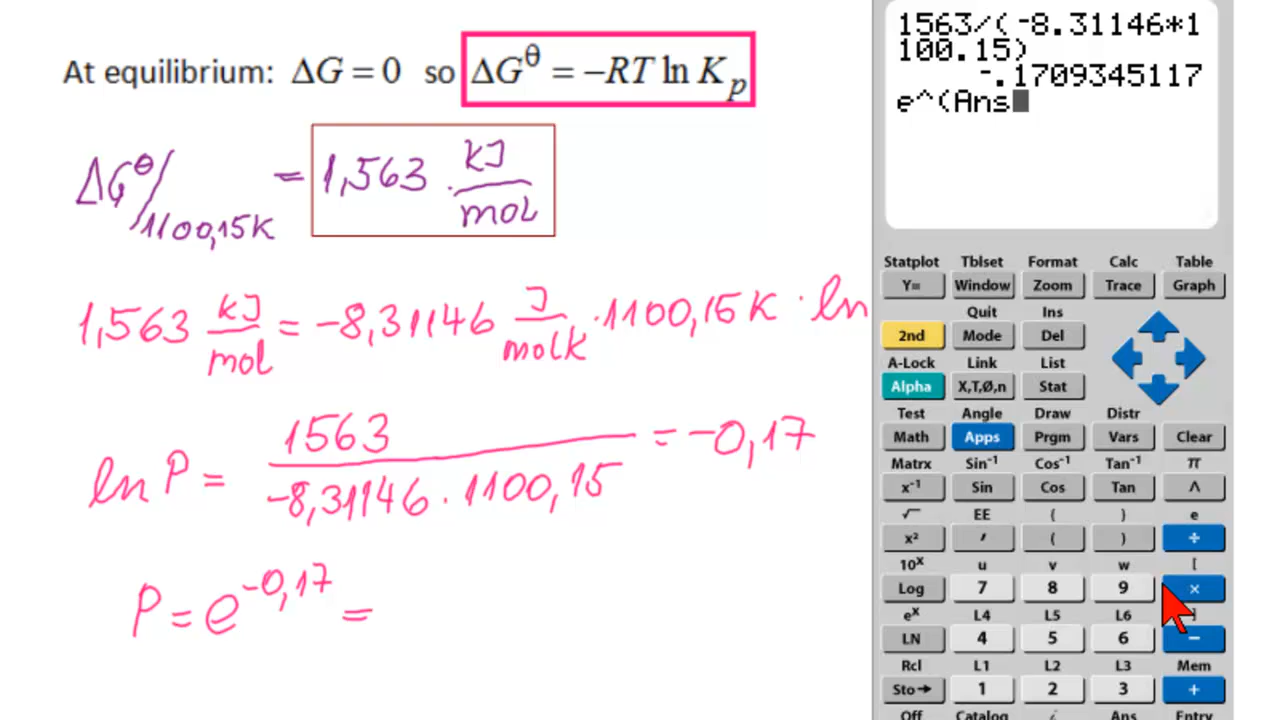 At equilibrium: ΔG = 0 so ΔG^θ = −RT ln K_p
ΔG^θ/1100,15K = 1,563 · kJ/mol
1,563 kJ/mol = −8,31146 J/molK · 1100,15K · ln
ln P = 1563/(−8,31146 · 1100,15) = −0,17
P = e^(−0,17) =
1563/(-8.31146*1
100.15)
-.1709345117
e^(Ans
Statplot Tblset Format Calc Table
Y= Window Zoom Trace Graph
Quit Ins
2nd Mode Del
A-Lock Link List
Alpha X,T,Ø,n Stat
Test Angle Draw Distr
Math Apps Prgm Vars Clear
Matrx Sin⁻¹ Cos⁻¹ Tan⁻¹ π
x⁻¹ Sin Cos Tan ^
√ EE { } e
x² , ( ) ÷
10ˣ u v w [
Log 7 8 9 ×
eˣ L4 L5 L6 ]
LN 4 5 6 −
Rcl L1 L2 L3 Mem
Sto→ 1 2 3 +
Off Catalog i Ans Entry